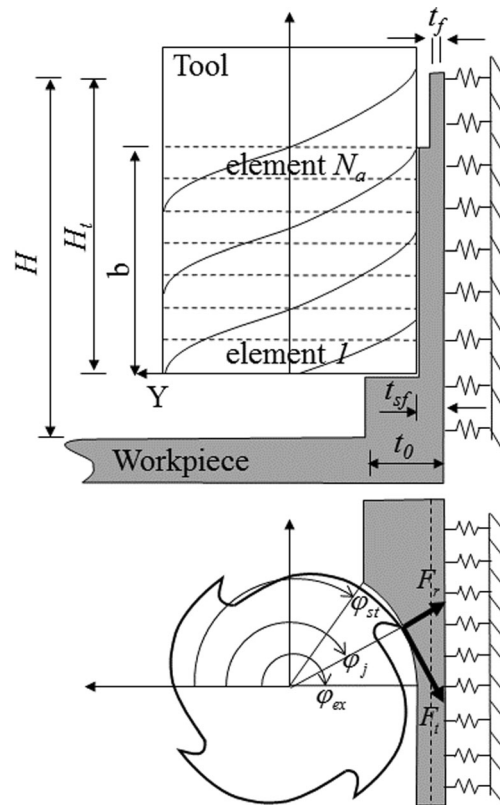 t_f
Tool
element N_a
H
H_t
b
element 1
Y
t_sf
t_0
Workpiece
F_r
φ_st
φ_j
φ_ex
F_t